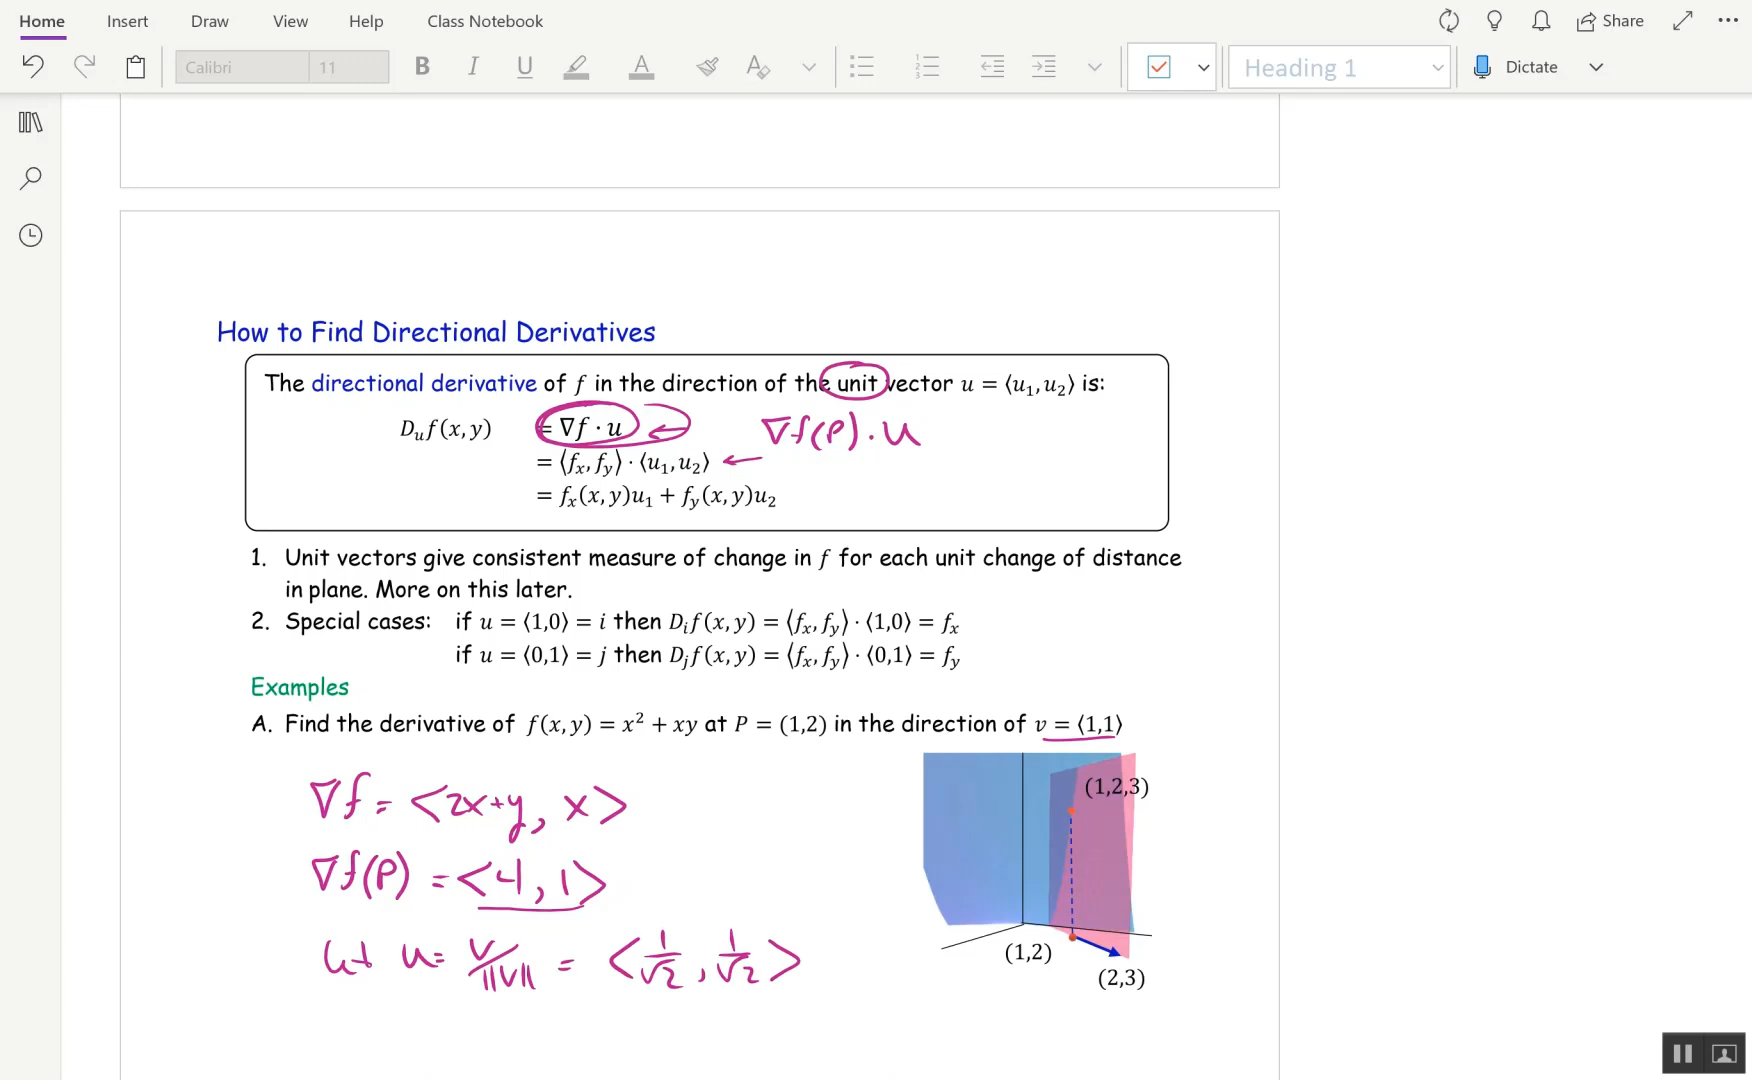 Home Insert Draw View Help Class Notebook Share
Calibri 11 B I U A A Heading 1 Dictate
How to Find Directional Derivatives
The directional derivative of f in the direction of the unit vector u = ⟨u₁, u₂⟩ is:
D_u f(x, y) = ∇f · u ∇f(P) · u
= ⟨f_x, f_y⟩ · ⟨u₁, u₂⟩
= f_x(x, y)u₁ + f_y(x, y)u₂
1. Unit vectors give consistent measure of change in f for each unit change of distance
in plane. More on this later.
2. Special cases: if u = ⟨1,0⟩ = i then D_i f(x, y) = ⟨f_x, f_y⟩ · ⟨1,0⟩ = f_x
if u = ⟨0,1⟩ = j then D_j f(x, y) = ⟨f_x, f_y⟩ · ⟨0,1⟩ = f_y
Examples
A. Find the derivative of f(x, y) = x² + xy at P = (1,2) in the direction of v = ⟨1,1⟩
∇f = <2x+y, x>
∇f(P) = <4, 1>
let u = v/||v|| = <1/√2, 1/√2>
(1,2,3)
(1,2)
(2,3)